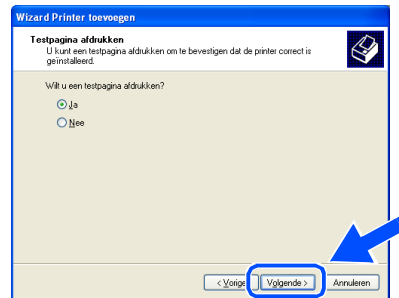 Wizard Printer toevoegen
Testpagina afdrukken
U kunt een testpagina afdrukken om te bevestigen dat de printer correct is
geïnstalleerd.
Wilt u een testpagina afdrukken?
Ja
Nee
< Vorige
Volgende >
Annuleren